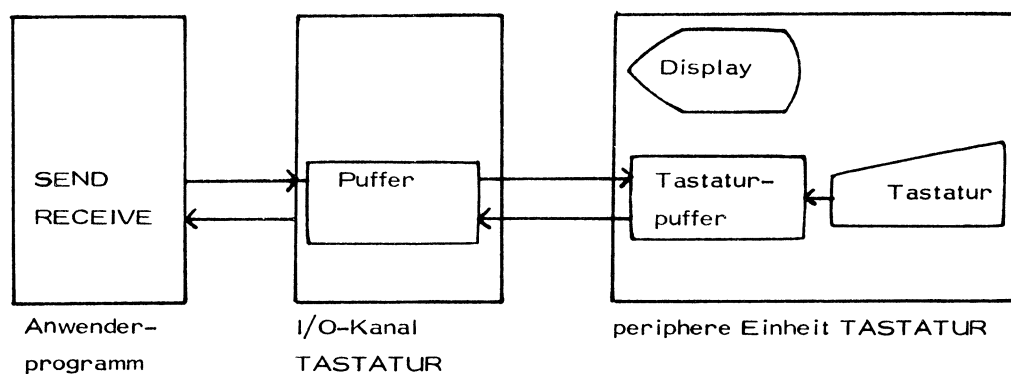 Display
SEND
RECEIVE
Puffer
Tastatur-
puffer
Tastatur
Anwender-
programm
I/O-Kanal
TASTATUR
periphere Einheit TASTATUR